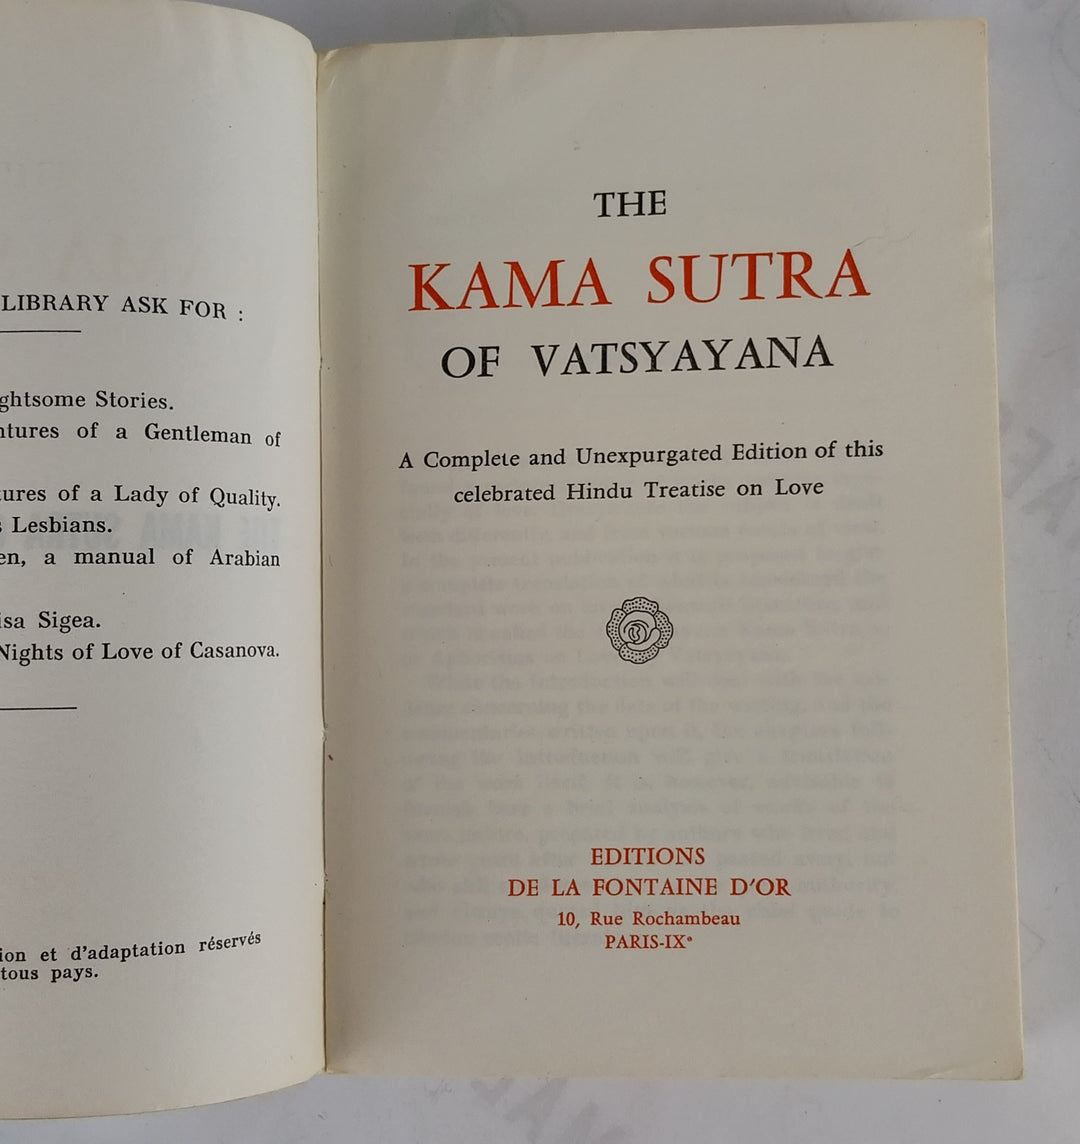 LIBRARY ASK FOR :
ghtsome Stories.
ntures of a Gentleman of
tures of a Lady of Quality.
s Lesbians.
en, a manual of Arabian
isa Sigea.
Nights of Love of Casanova.
ion et d'adaptation réservés
tous pays.
THE
KAMA SUTRA
OF VATSYAYANA
A Complete and Unexpurgated Edition of this
celebrated Hindu Treatise on Love
EDITIONS
DE LA FONTAINE D'OR
10, Rue Rochambeau
PARIS-IXe